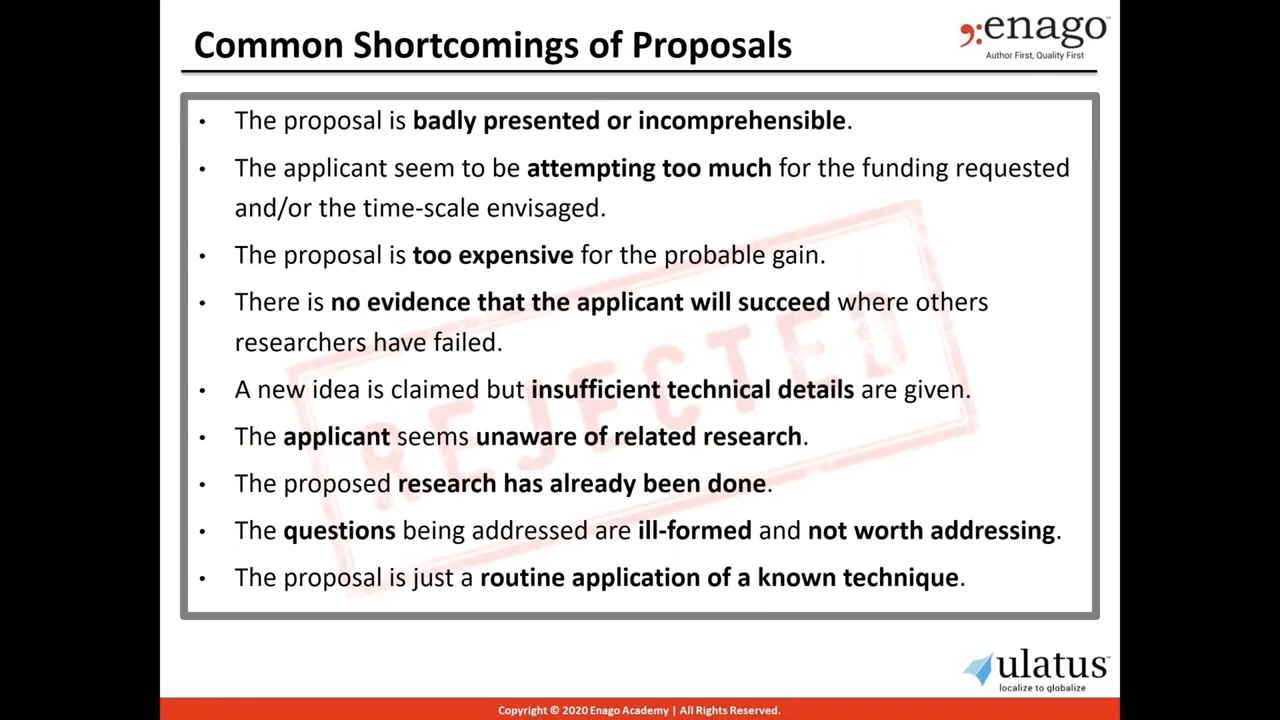 Common Shortcomings of Proposals
enago™
Author First, Quality First
• The proposal is badly presented or incomprehensible.
• The applicant seem to be attempting too much for the funding requested
and/or the time-scale envisaged.
• The proposal is too expensive for the probable gain.
• There is no evidence that the applicant will succeed where others
researchers have failed.
• A new idea is claimed but insufficient technical details are given.
• The applicant seems unaware of related research.
• The proposed research has already been done.
• The questions being addressed are ill-formed and not worth addressing.
• The proposal is just a routine application of a known technique.
REJECTED
ulatus™
localize to globalize
Copyright © 2020 Enago Academy | All Rights Reserved.